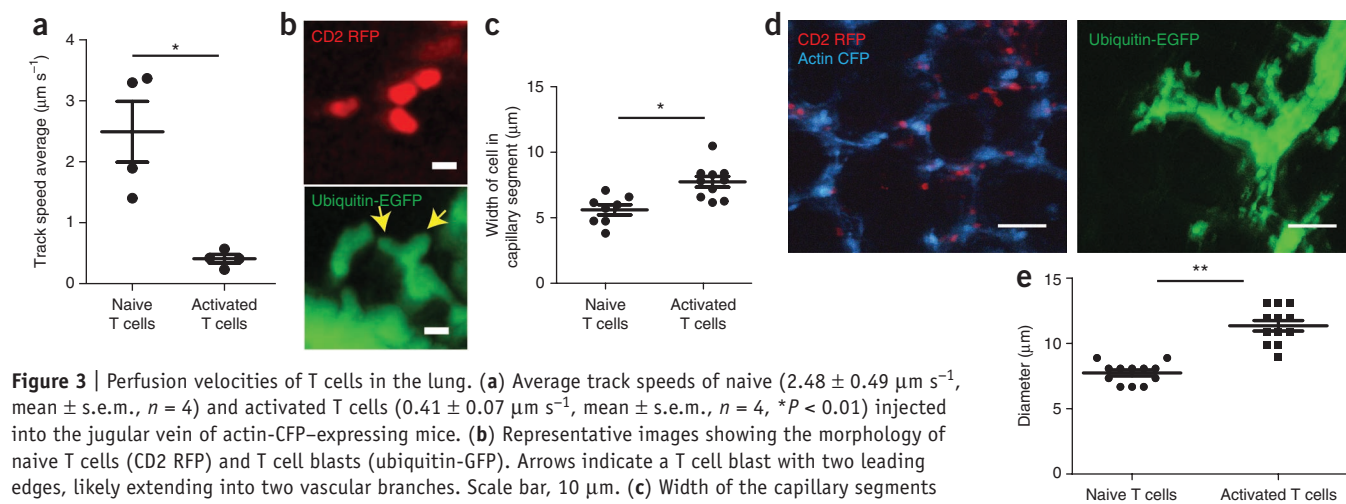 a
*
Track speed average (μm s⁻¹)
4
3
2
1
0
Naive
T cells
Activated
T cells
b
CD2 RFP
Ubiquitin-EGFP
c
*
Width of cell in
capillary segment (μm)
15
10
5
0
Naive
T cells
Activated
T cells
d
CD2 RFP
Actin CFP
Ubiquitin-EGFP
e
**
Diameter (μm)
15
10
5
0
Naive T cells
Activated T cells
Figure 3 | Perfusion velocities of T cells in the lung. (a) Average track speeds of naive (2.48 ± 0.49 μm s⁻¹,
mean ± s.e.m., n = 4) and activated T cells (0.41 ± 0.07 μm s⁻¹, mean ± s.e.m., n = 4, *P < 0.01) injected
into the jugular vein of actin-CFP–expressing mice. (b) Representative images showing the morphology of
naive T cells (CD2 RFP) and T cell blasts (ubiquitin-GFP). Arrows indicate a T cell blast with two leading
edges, likely extending into two vascular branches. Scale bar, 10 μm. (c) Width of the capillary segments